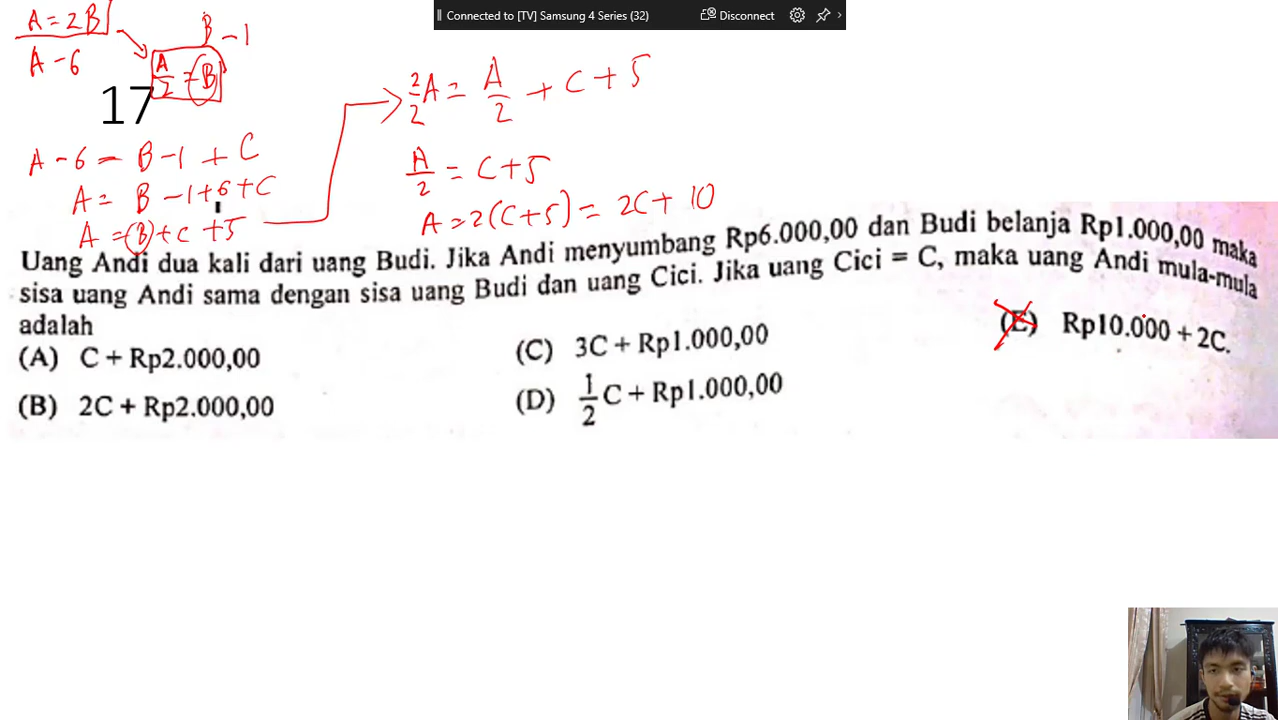 Connected to [TV] Samsung 4 Series (32) Disconnect
A = 2B
A - 6
B - 1
A/2 = B
17
A - 6 = B - 1 + C
A = B - 1 + 6 + C
A = B + C + 5
2/2 A = A/2 + C + 5
A/2 = C + 5
A = 2(C + 5) = 2C + 10
Uang Andi dua kali dari uang Budi. Jika Andi menyumbang Rp6.000,00 dan Budi belanja Rp1.000,00 maka
sisa uang Andi sama dengan sisa uang Budi dan uang Cici. Jika uang Cici = C, maka uang Andi mula-mula
adalah
(A) C + Rp2.000,00
(B) 2C + Rp2.000,00
(C) 3C + Rp1.000,00
(D) 1/2 C + Rp1.000,00
(E) Rp10.000 + 2C.